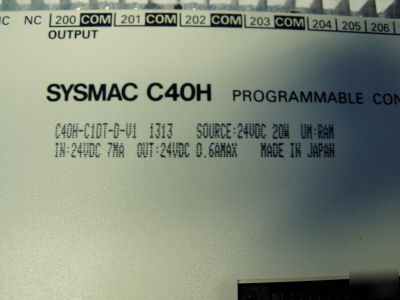 NC 200 COM 201 COM 202 COM 203 COM 204 205 206
OUTPUT
SYSMAC C40H PROGRAMMABLE CON
C40H-C1DT-D-V1 1313 SOURCE:24VDC 20W UM:RAM
IN:24VDC 7MA OUT:24VDC 0.6AMAX MADE IN JAPAN